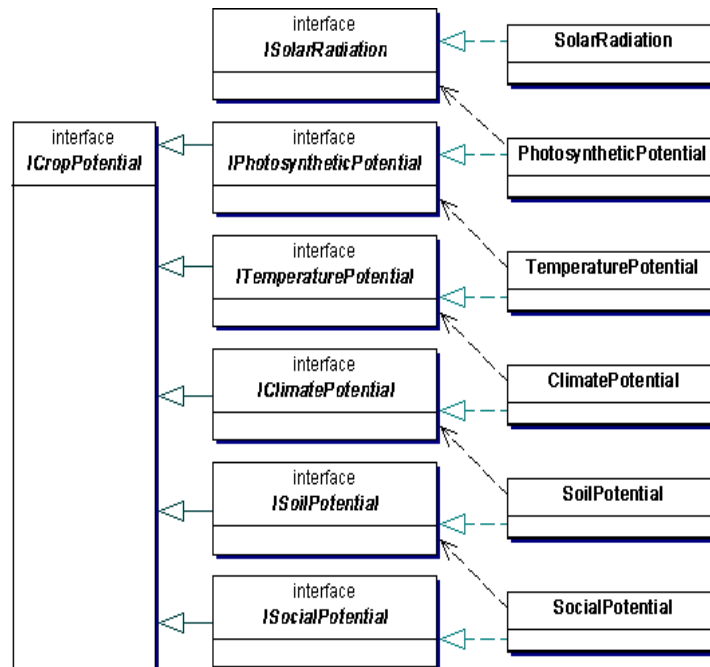 interface
ISolarRadiation
SolarRadiation
interface
ICropPotential
interface
IPhotosyntheticPotential
PhotosyntheticPotential
interface
ITemperaturePotential
TemperaturePotential
interface
IClimatePotential
ClimatePotential
interface
ISoilPotential
SoilPotential
interface
ISocialPotential
SocialPotential